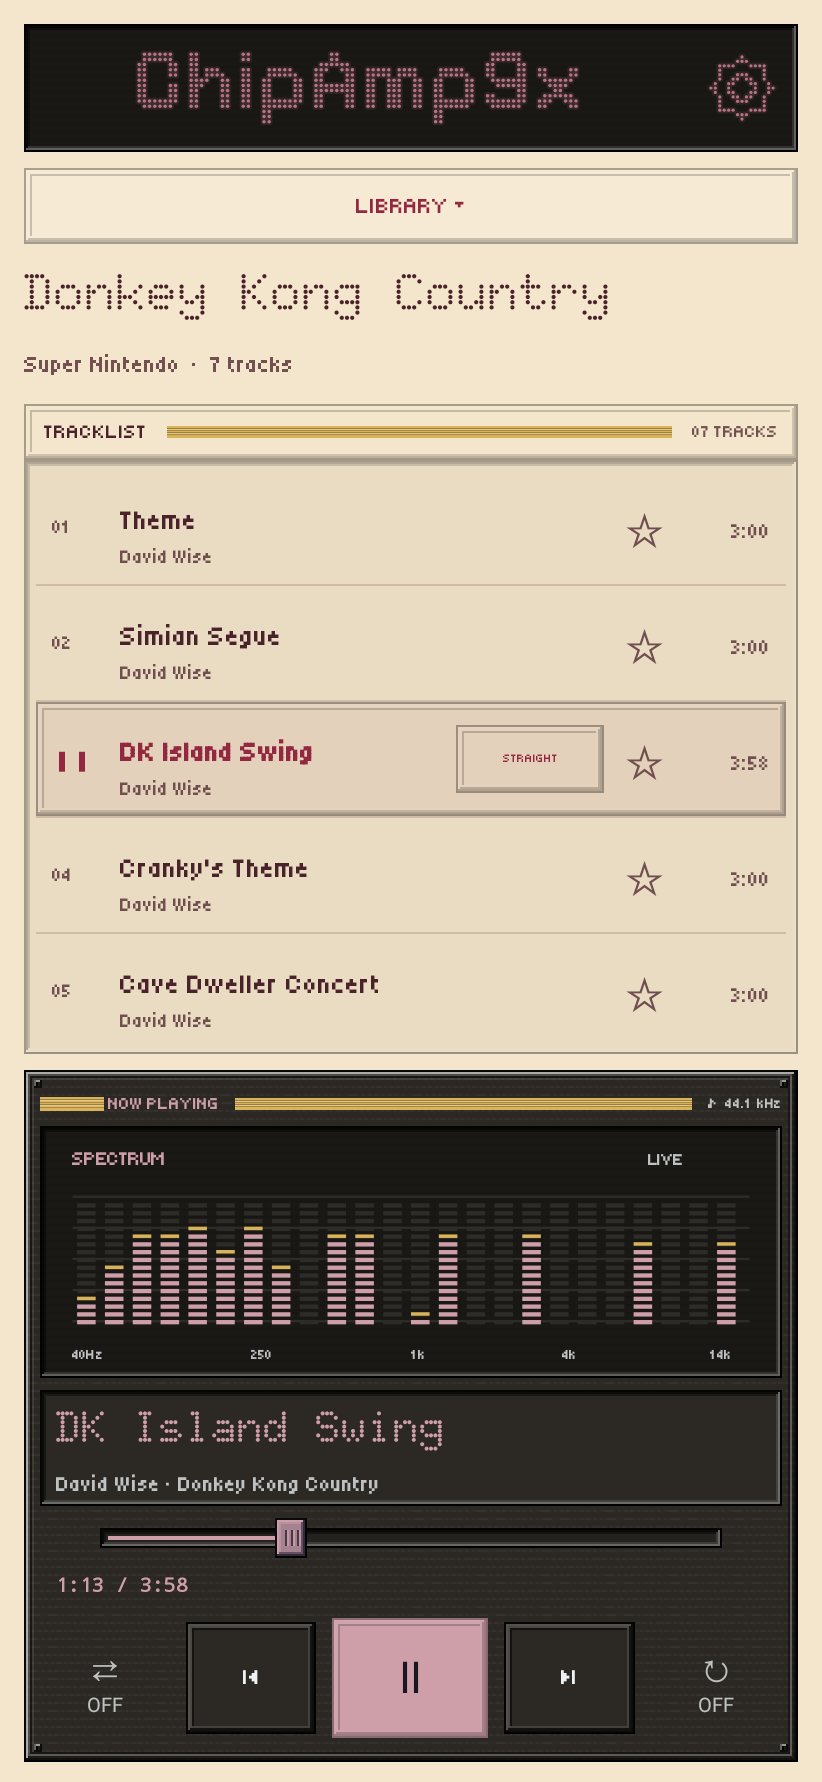 ChipAmp9x
LIBRARY ▾
Donkey Kong Country
Super Nintendo · 7 tracks
TRACKLIST 07 TRACKS
01 Theme 3:00
David Wise
02 Simian Segue 3:00
David Wise
DK Island Swing STRAIGHT 3:58
David Wise
04 Cranky's Theme 3:00
David Wise
05 Cave Dweller Concert 3:00
David Wise
NOW PLAYING ♪ 44.1 kHz
SPECTRUM LIVE
40Hz 250 1k 4k 14k
DK Island Swing
David Wise · Donkey Kong Country
1:13 / 3:58
OFF OFF